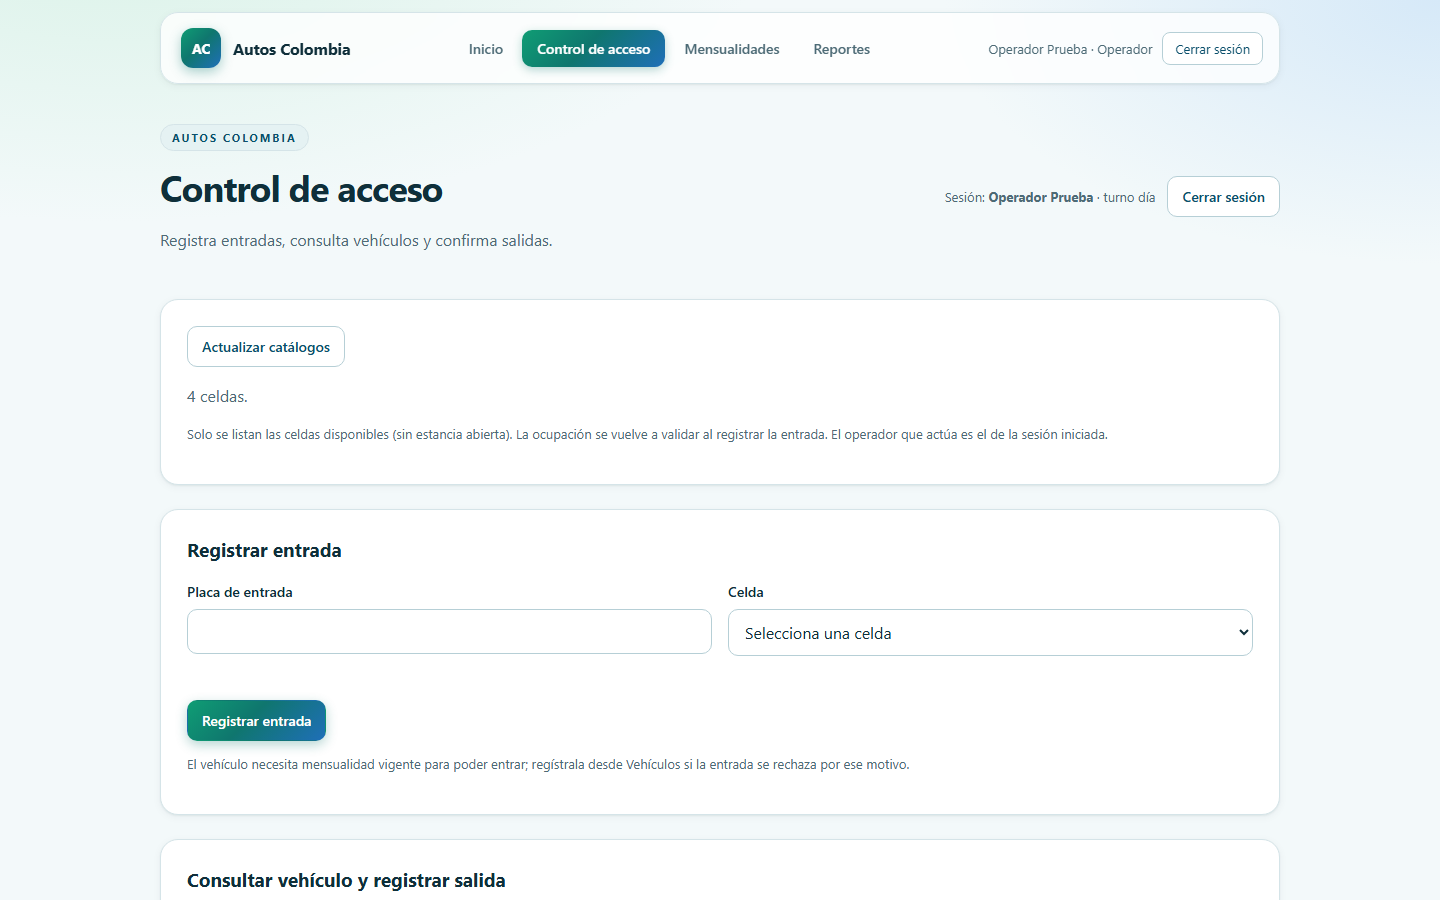 AC
Autos Colombia
Inicio
Control de acceso
Mensualidades
Reportes
Operador Prueba · Operador
Cerrar sesión
AUTOS COLOMBIA
Control de acceso
Sesión: Operador Prueba · turno día
Cerrar sesión
Registra entradas, consulta vehículos y confirma salidas.
Actualizar catálogos
4 celdas.
Solo se listan las celdas disponibles (sin estancia abierta). La ocupación se vuelve a validar al registrar la entrada. El operador que actúa es el de la sesión iniciada.
Registrar entrada
Placa de entrada
Celda
Selecciona una celda
Registrar entrada
El vehículo necesita mensualidad vigente para poder entrar; regístrala desde Vehículos si la entrada se rechaza por ese motivo.
Consultar vehículo y registrar salida